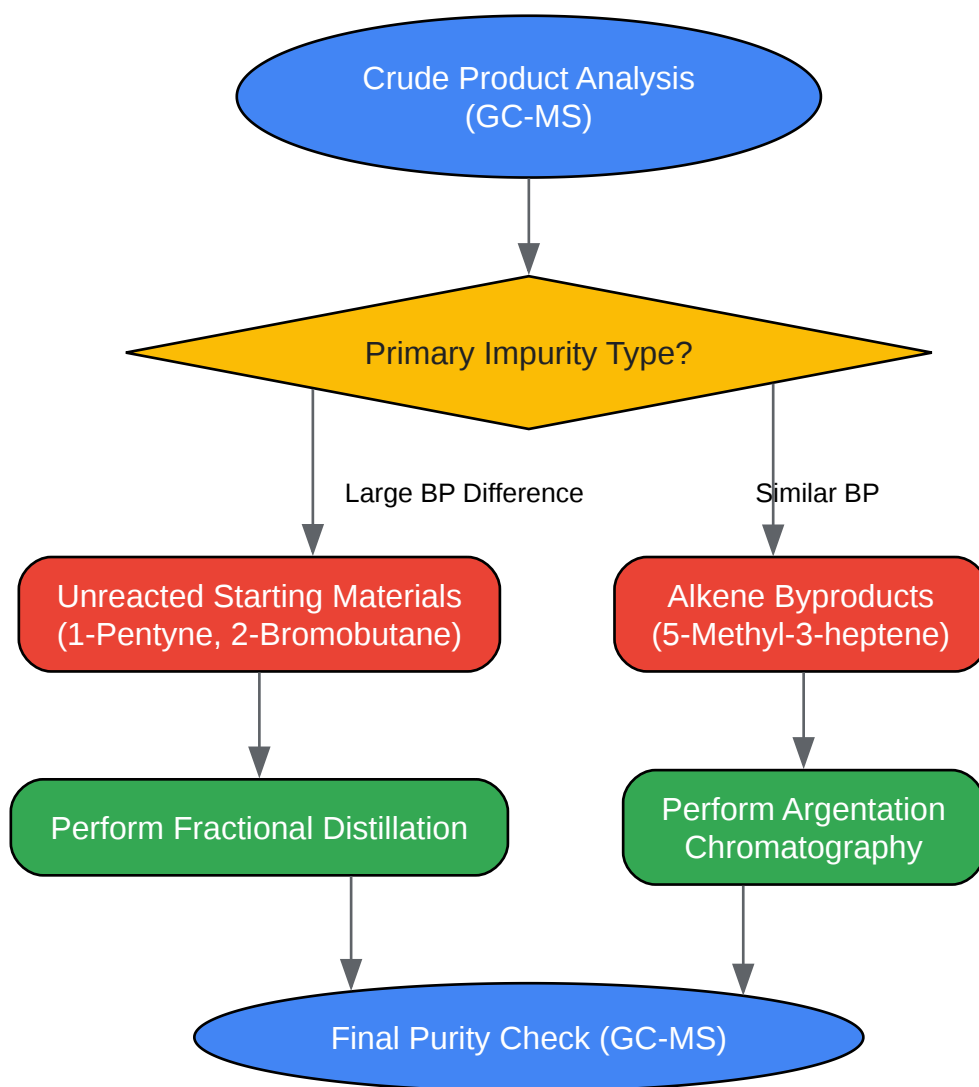 Crude Product Analysis
(GC-MS)
Primary Impurity Type?
Large BP Difference
Similar BP
Unreacted Starting Materials
(1-Pentyne, 2-Bromobutane)
Alkene Byproducts
(5-Methyl-3-heptene)
Perform Fractional Distillation
Perform Argentation
Chromatography
Final Purity Check (GC-MS)